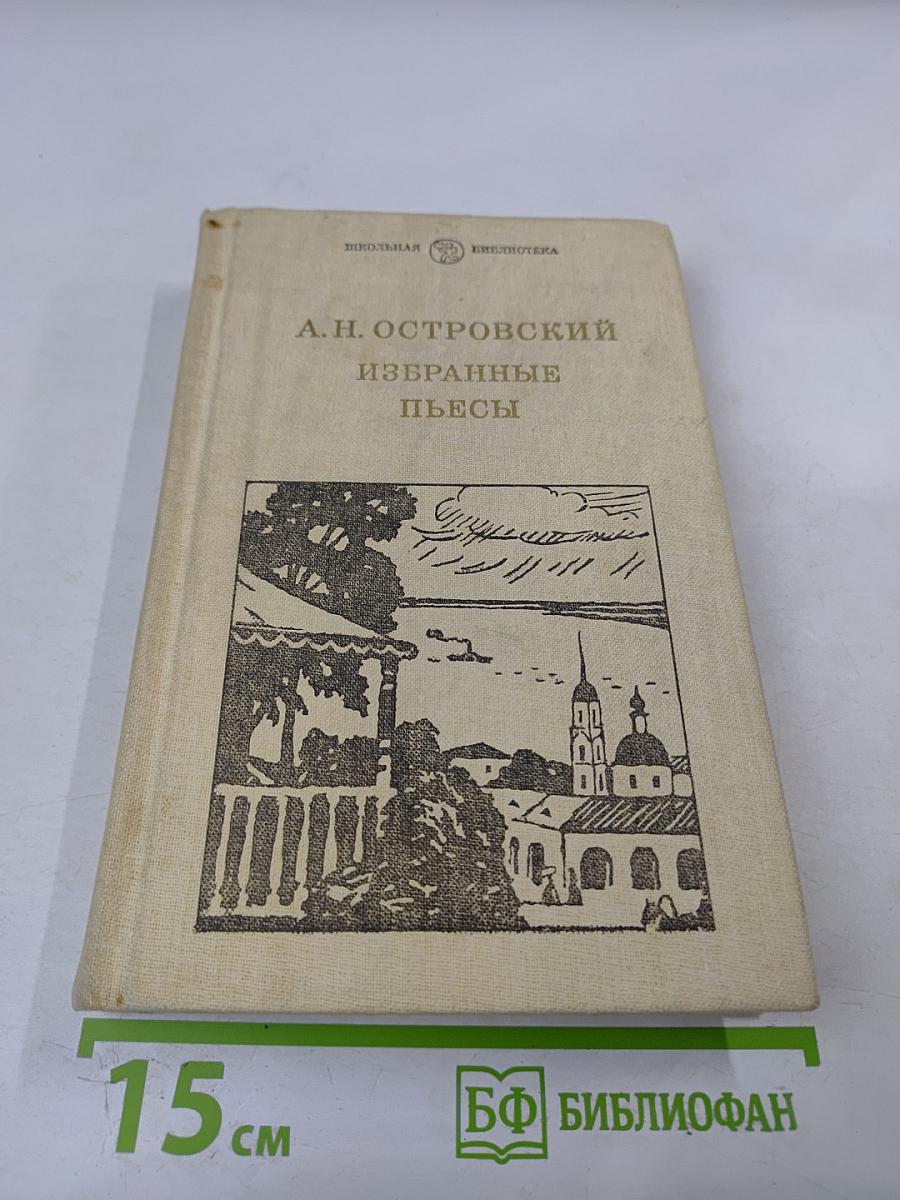 ШКОЛЬНАЯ БИБЛИОТЕКА
А. Н. ОСТРОВСКИЙ
ИЗБРАННЫЕ
ПЬЕСЫ
15 см
БФ БИБЛИОФАН